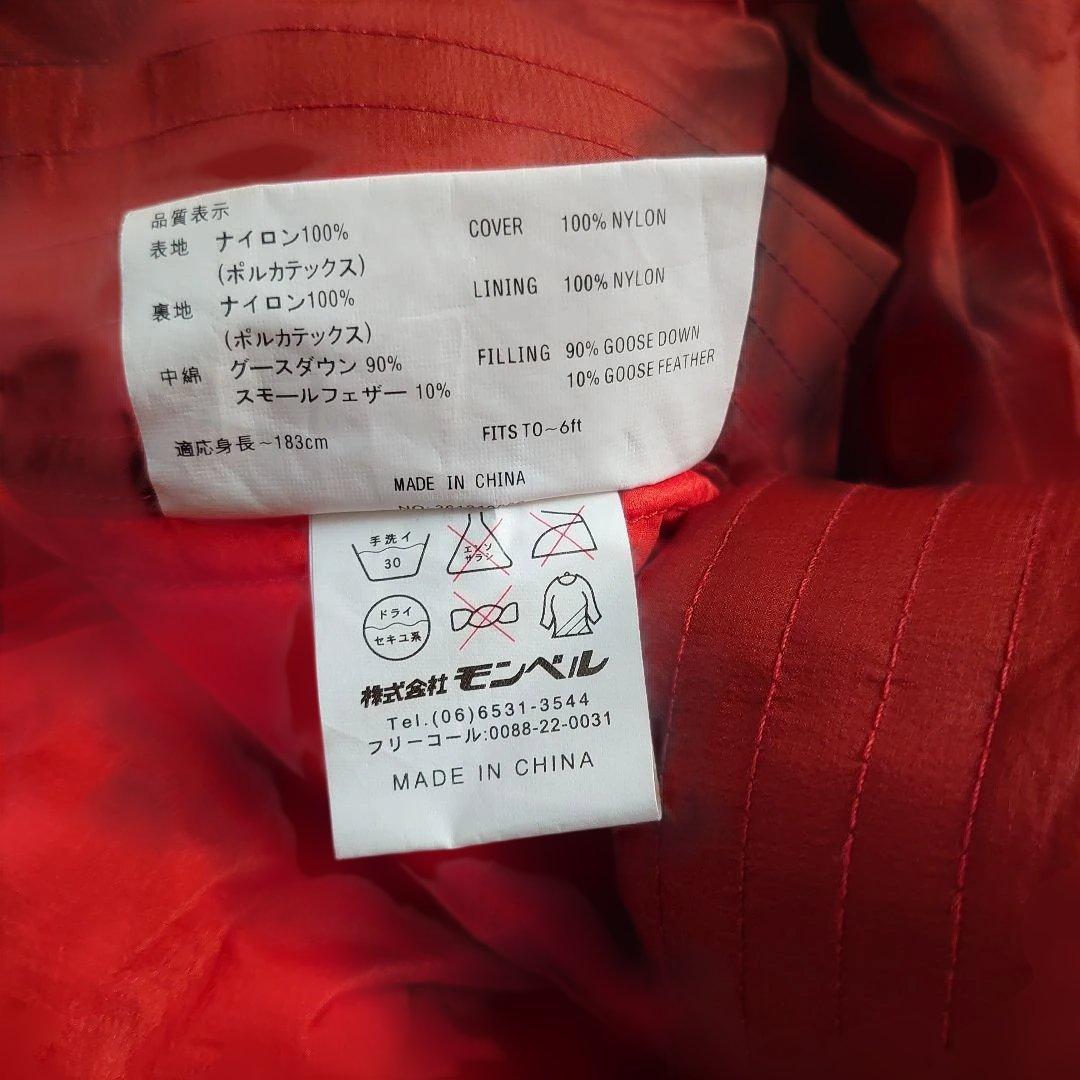 品質表示
表地 ナイロン100% COVER 100% NYLON
(ポルカテックス)
裏地 ナイロン100% LINING 100% NYLON
(ポルカテックス)
中綿 グースダウン 90% FILLING 90% GOOSE DOWN
スモールフェザー 10% 10% GOOSE FEATHER
適応身長~183cm FITS TO~6ft
MADE IN CHINA
手洗イ
30
エンソ
サラシ
ドライ
セキユ系
株式会社 モンベル
Tel.(06)6531-3544
フリーコール:0088-22-0031
MADE IN CHINA